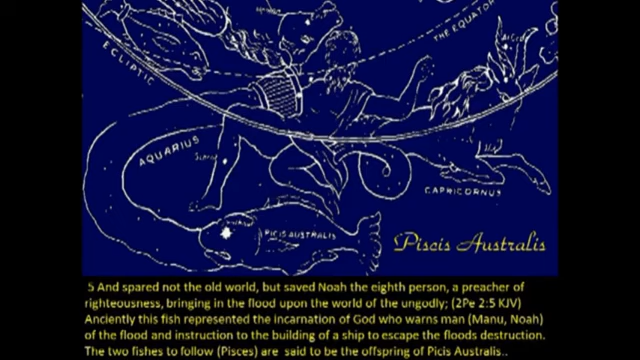 THE EQUATOR
ECLIPTIC
AQUARIUS
CAPRICORNUS
PICIS AUSTRALIS
Piscis Australis
5 And spared not the old world, but saved Noah the eighth person, a preacher of
righteousness, bringing in the flood upon the world of the ungodly; (2Pe 2:5 KJV)
Anciently this fish represented the incarnation of God who warns man (Manu, Noah)
of the flood and instruction to the building of a ship to escape the floods destruction.
The two fishes to follow (Pisces) are said to be the offspring of Picis Australis..